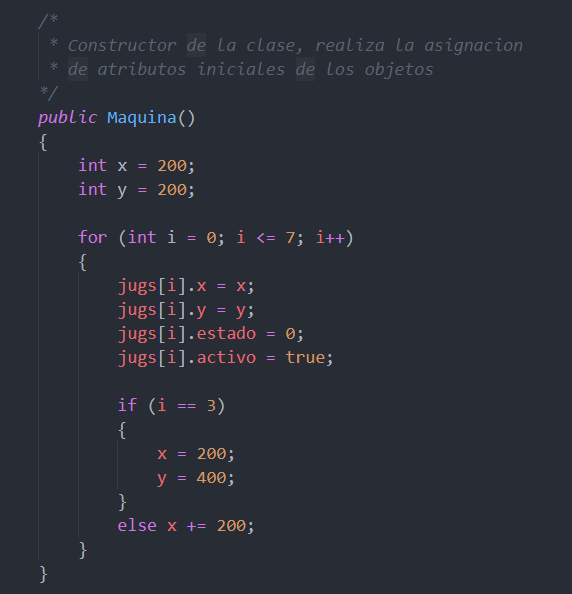 /*
* Constructor de la clase, realiza la asignacion
* de atributos iniciales de los objetos
*/
public Maquina()
{
int x = 200;
int y = 200;
for (int i = 0; i <= 7; i++)
{
jugs[i].x = x;
jugs[i].y = y;
jugs[i].estado = 0;
jugs[i].activo = true;
if (i == 3)
{
x = 200;
y = 400;
}
else x += 200;
}
}